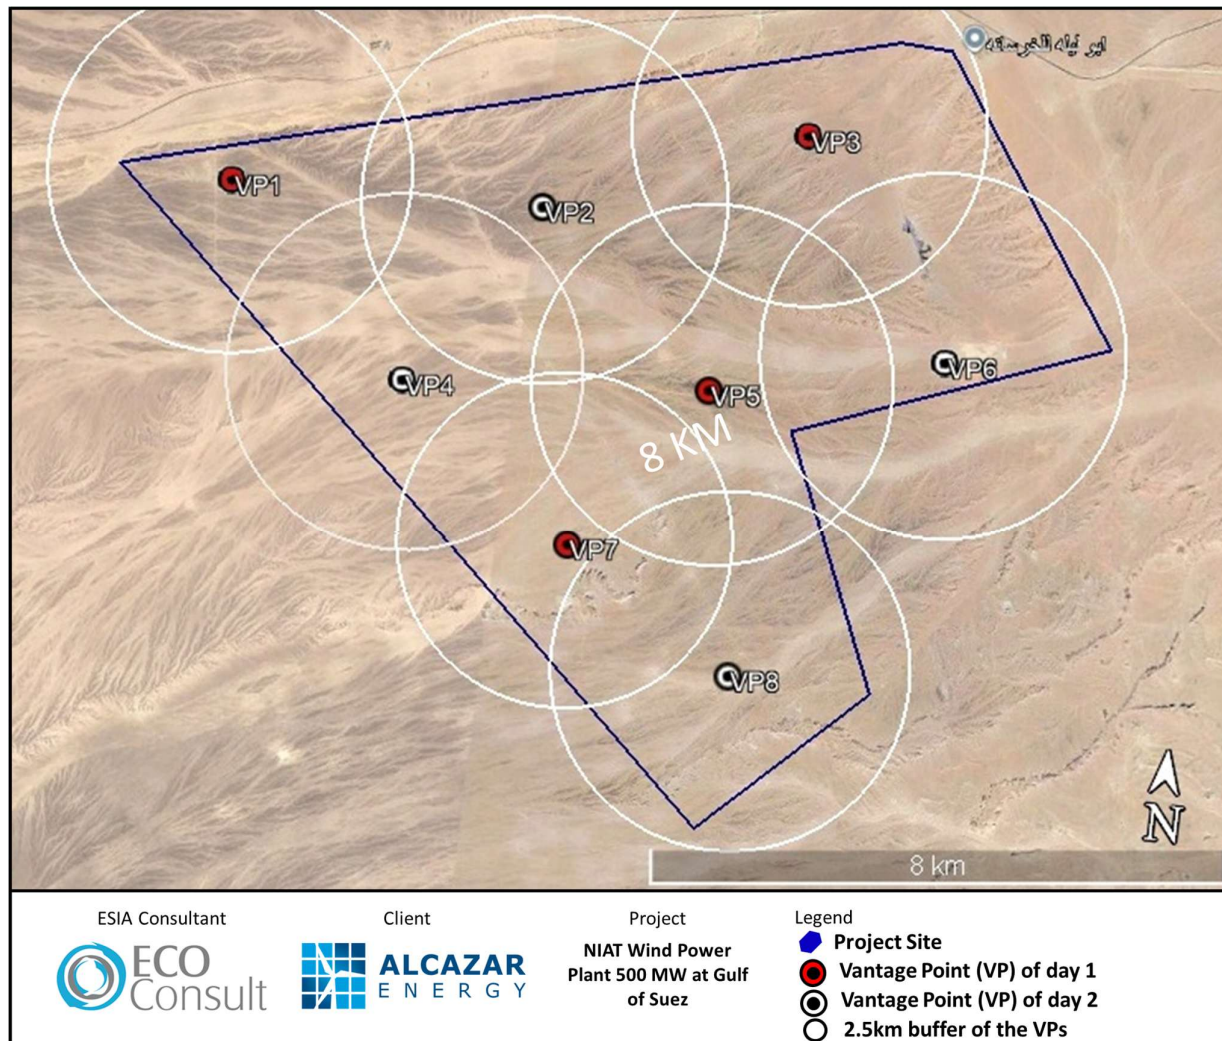 ابو ليله للخرسانه
VP3
VP1
VP2
VP6
VP4
VP5
8 KM
VP7
VP8
N
8 km
ESIA Consultant
ECO
Consult
Client
ALCAZAR
ENERGY
Project
NIAT Wind Power
Plant 500 MW at Gulf
of Suez
Legend
Project Site
Vantage Point (VP) of day 1
Vantage Point (VP) of day 2
2.5km buffer of the VPs